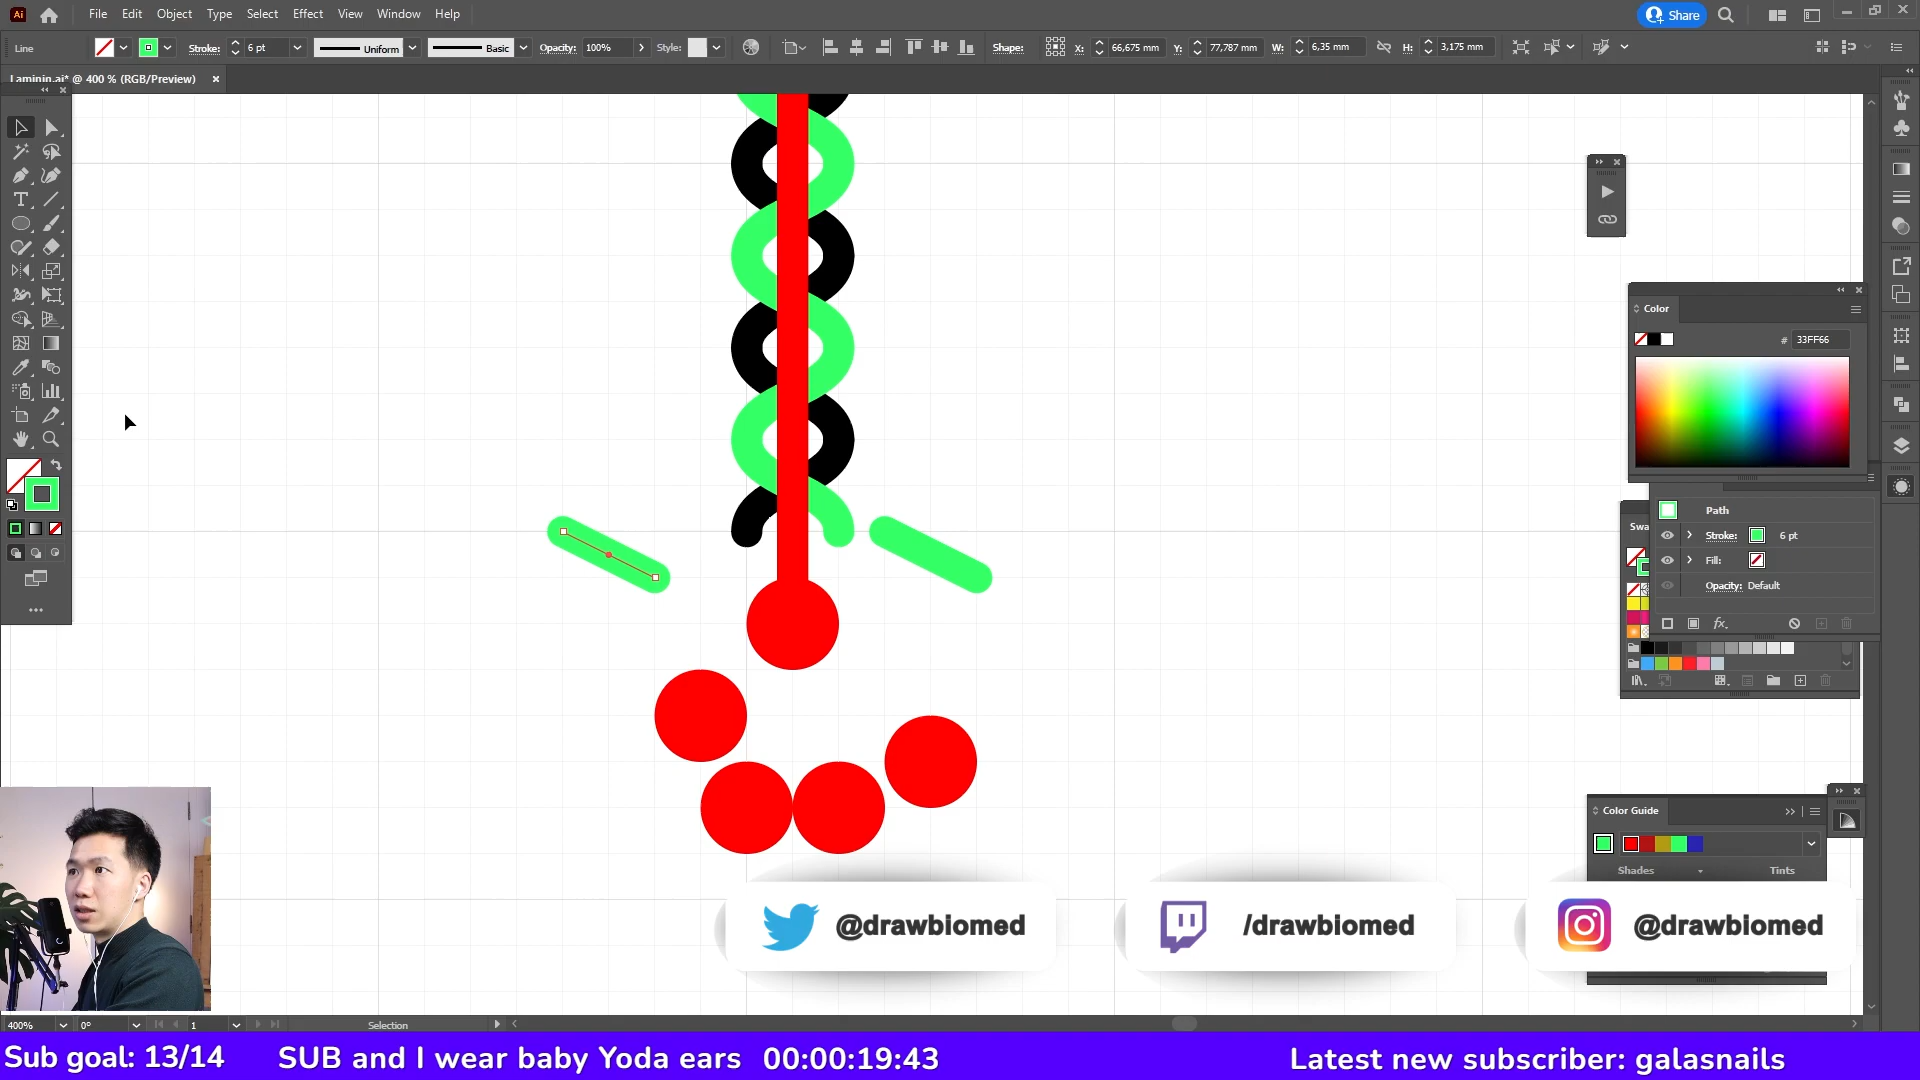 Ai File Edit Object Type Select Effect View Window Help Share
Line Stroke: 6 pt Uniform Basic Opacity: 100% Style: Shape: X: 66,675 mm Y: 77,787 mm W: 6,35 mm H: 3,175 mm
Laminin.ai* @ 400 % (RGB/Preview)
Color
# 33FF66
Path
Swa
Stroke: 6 pt
Fill:
Opacity: Default
fx
Color Guide
Shades Tints
@drawbiomed /drawbiomed @drawbiomed
400% 0° 1 Selection
Sub goal: 13/14 SUB and I wear baby Yoda ears 00:00:19:43 Latest new subscriber: galasnails